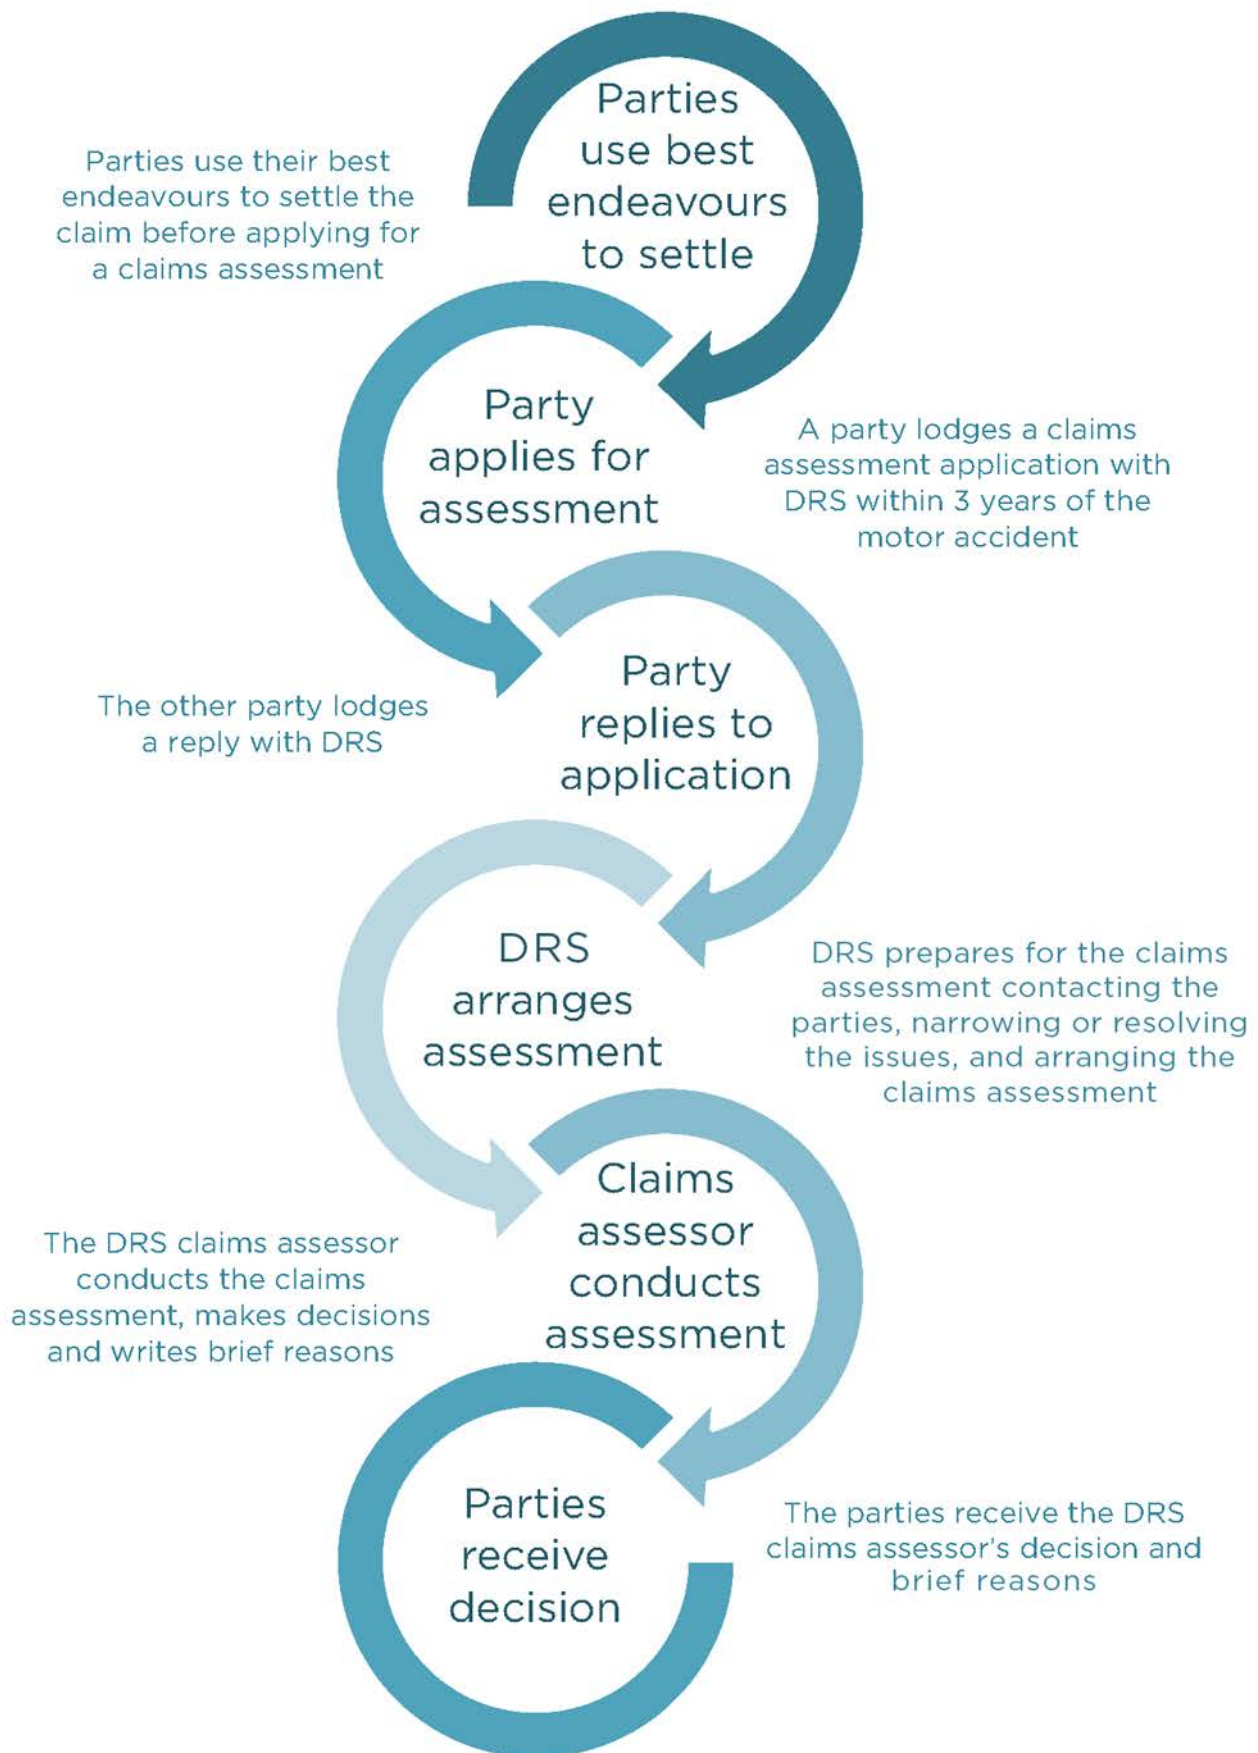 Parties
use best
endeavours
to settle
Parties use their best
endeavours to settle the
claim before applying for
a claims assessment
Party
applies for
assessment
A party lodges a claims
assessment application with
DRS within 3 years of the
motor accident
Party
replies to
application
The other party lodges
a reply with DRS
DRS
arranges
assessment
DRS prepares for the claims
assessment contacting the
parties, narrowing or resolving
the issues, and arranging the
claims assessment
Claims
assessor
conducts
assessment
The DRS claims assessor
conducts the claims
assessment, makes decisions
and writes brief reasons
Parties
receive
decision
The parties receive the DRS
claims assessor's decision and
brief reasons